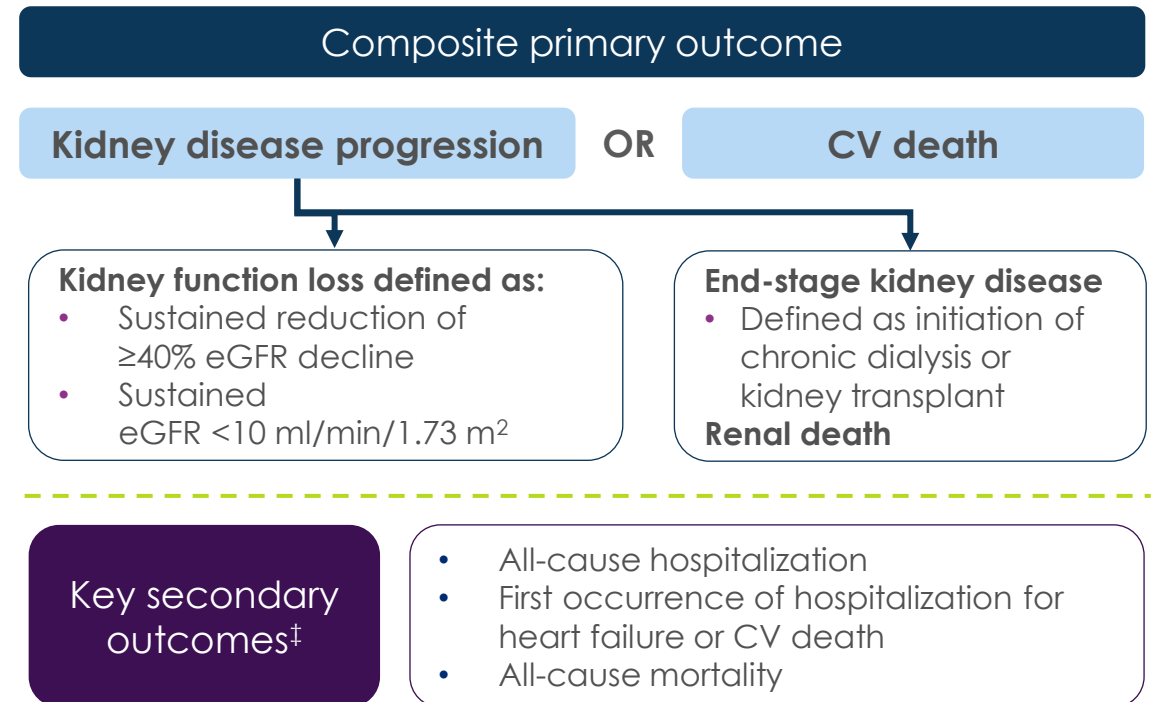 Composite primary outcome
Kidney disease progression OR CV death
Kidney function loss defined as:
• Sustained reduction of
≥40% eGFR decline
• Sustained
eGFR <10 ml/min/1.73 m²
End-stage kidney disease
• Defined as initiation of
chronic dialysis or
kidney transplant
Renal death
Key secondary
outcomes‡
• All-cause hospitalization
• First occurrence of hospitalization for
heart failure or CV death
• All-cause mortality